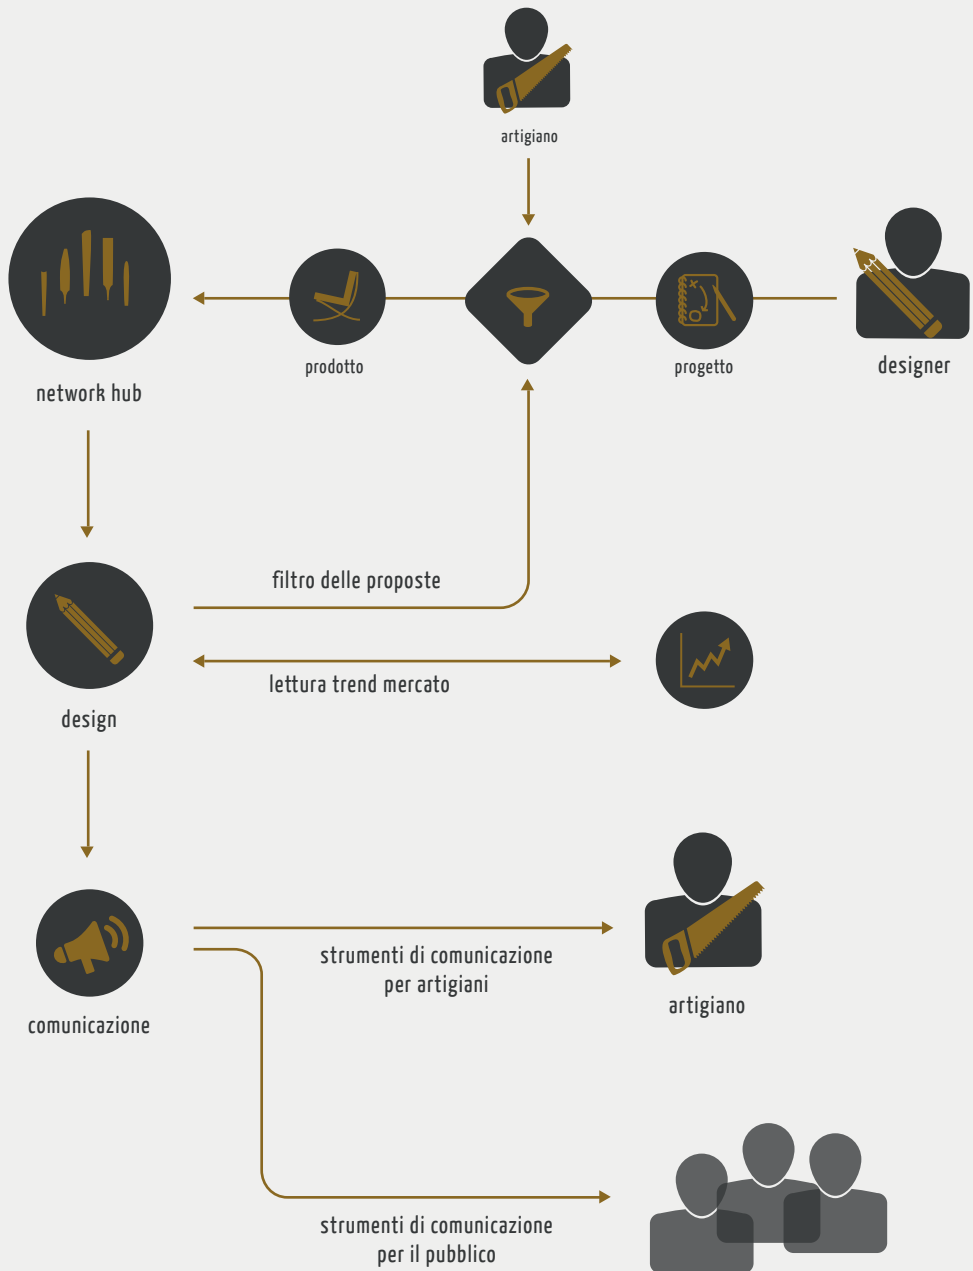 artigiano
prodotto
progetto
designer
network hub
filtro delle proposte
lettura trend mercato
design
strumenti di comunicazione
per artigiani
artigiano
comunicazione
strumenti di comunicazione
per il pubblico